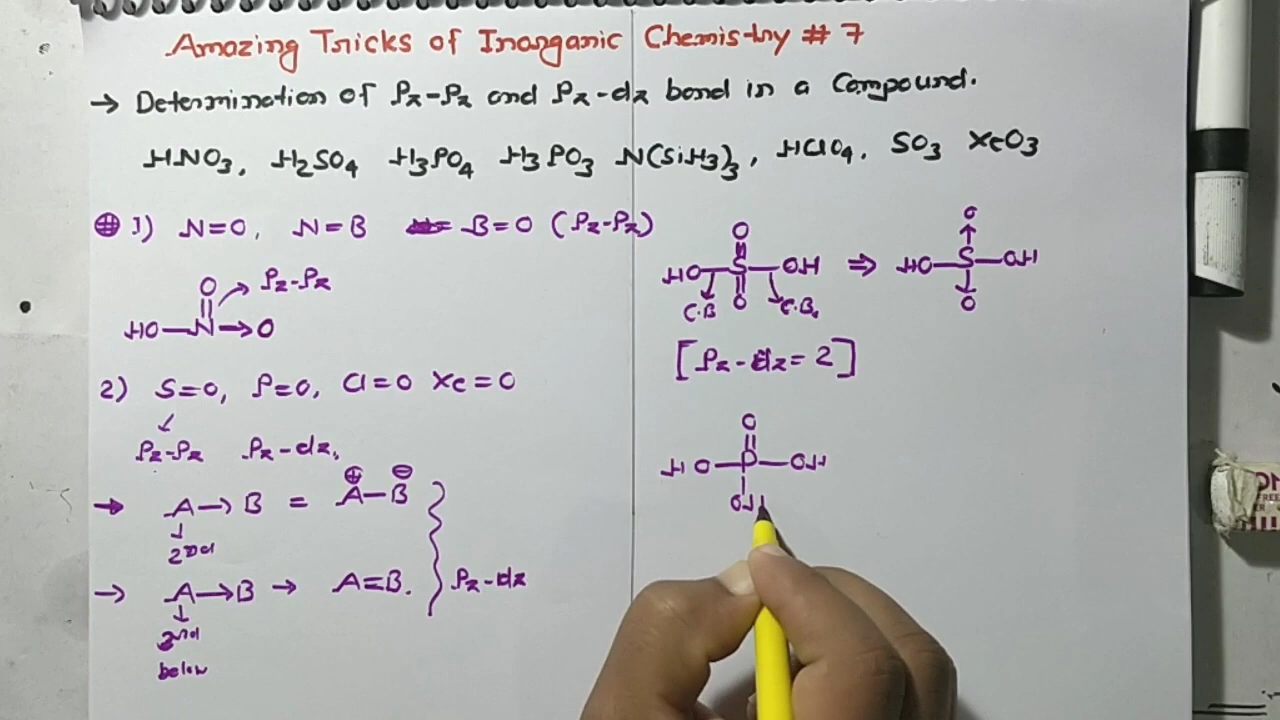 Amazing Tricks of Inorganic Chemistry # 7
→ Determination of Pπ-Pπ and Pπ-dπ bond in a Compound.
HNO3, H2SO4 H3PO4 H3PO3 N(SiH3)3, HClO4, SO3 XeO3
1) N=O, N=B B=O (Pπ-Pπ)
O → Pπ-Pπ
HO—N→O
2) S=O, P=O, Cl=O Xe=O
Pπ-Pπ Pπ-dπ,
→ A→B = A⊕—B⊖
2nd
→ A→B → A=B. Pπ-dπ
3rd
below
O
HO—S—OH ⇒
C.B O C.B.
O
HO—S—OH
O
[Pπ-dπ=2]
O
HO—P—OH
OH